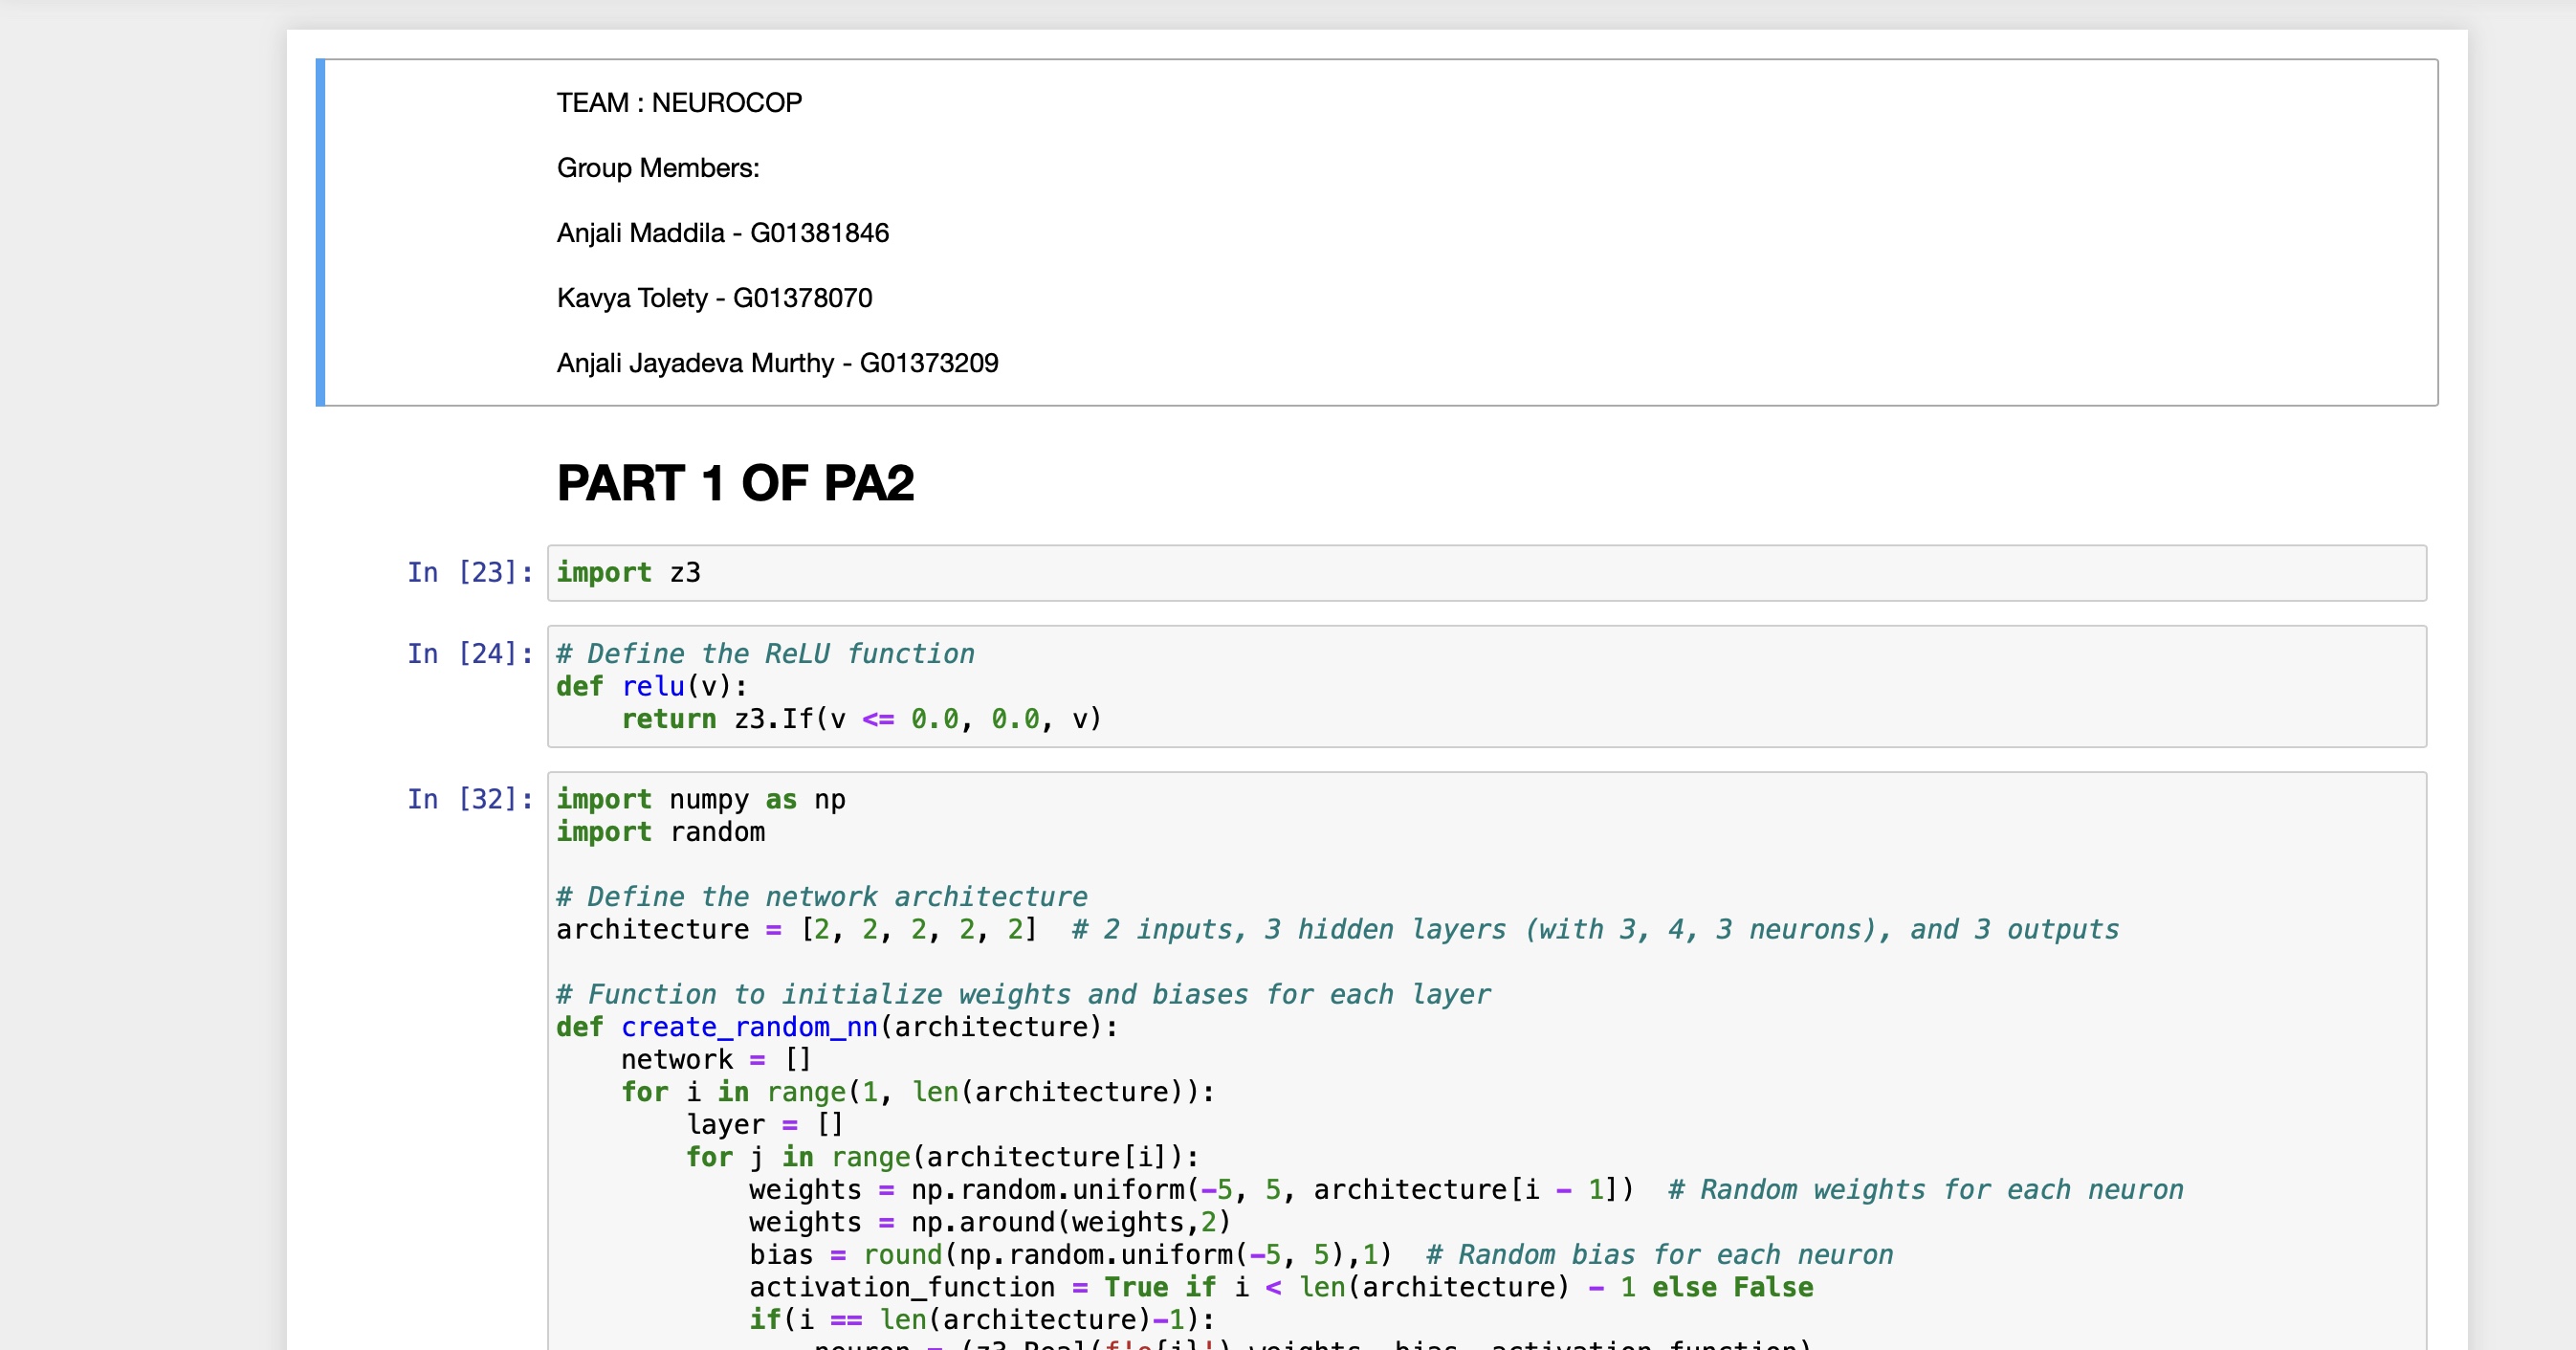 TEAM : NEUROCOP
Group Members:
Anjali Maddila - G01381846
Kavya Tolety - G01378070
Anjali Jayadeva Murthy - G01373209
PART 1 OF PA2
In [23]: import z3
In [24]: # Define the ReLU function
def relu(v):
    return z3.If(v <= 0.0, 0.0, v)
In [32]: import numpy as np
import random
# Define the network architecture
architecture = [2, 2, 2, 2, 2]  # 2 inputs, 3 hidden layers (with 3, 4, 3 neurons), and 3 outputs
# Function to initialize weights and biases for each layer
def create_random_nn(architecture):
    network = []
    for i in range(1, len(architecture)):
        layer = []
        for j in range(architecture[i]):
            weights = np.random.uniform(-5, 5, architecture[i - 1])  # Random weights for each neuron
            weights = np.around(weights,2)
            bias = round(np.random.uniform(-5, 5),1)  # Random bias for each neuron
            activation_function = True if i < len(architecture) - 1 else False
            if(i == len(architecture)-1):